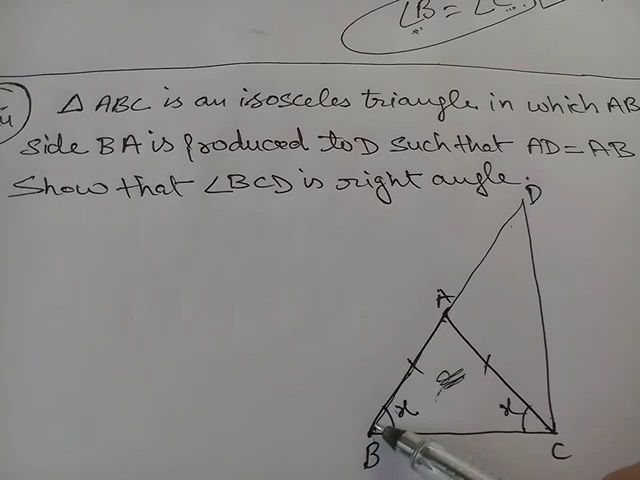 ∠B = ∠C
Δ ABC is an isosceles triangle in which AB
side BA is produced to D such that AD = AB
Show that ∠BCD is right angle.
D
A
x x
B C